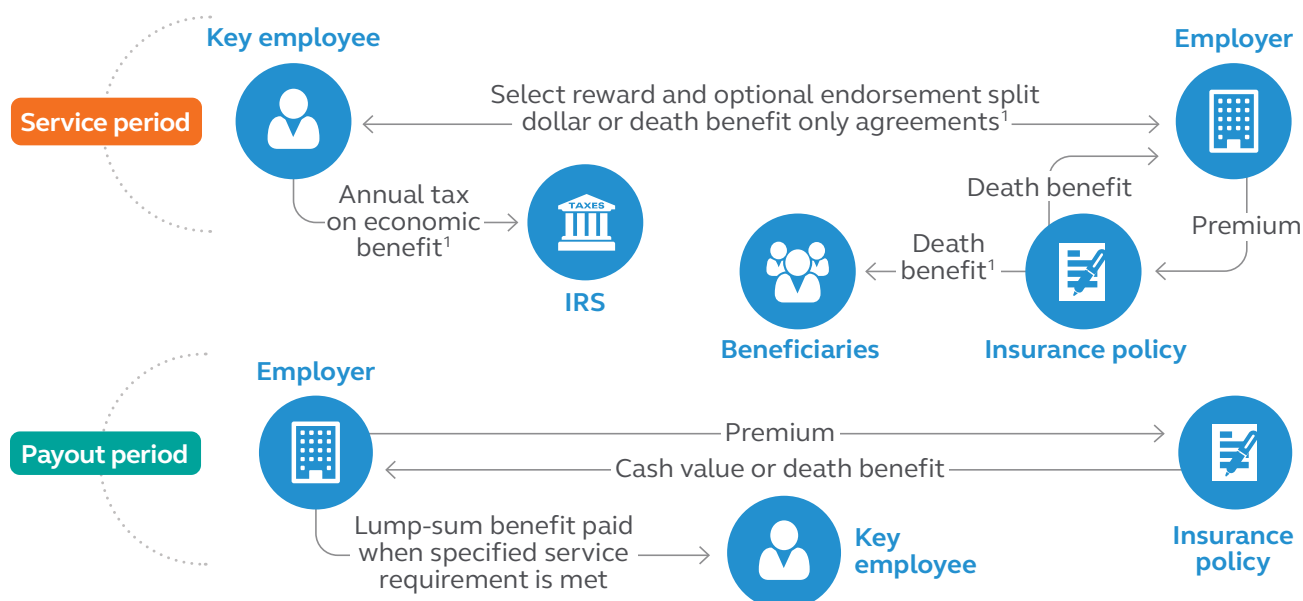 Key employee
Employer
Service period
Select reward and optional endorsement split
dollar or death benefit only agreements¹
Annual tax
on economic
benefit¹
TAXES
IRS
Death benefit
Premium
Death
benefit¹
Beneficiaries
Insurance policy
Employer
Payout period
Premium
Cash value or death benefit
Lump-sum benefit paid
when specified service
requirement is met
Key
employee
Insurance
policy